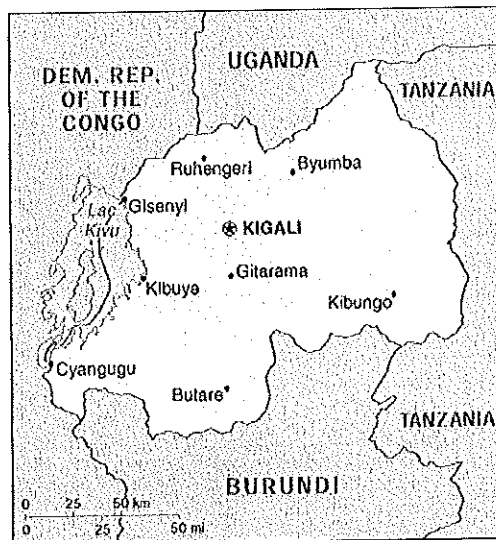 UGANDA
DEM. REP.
OF THE
CONGO
TANZANIA
Ruhengeri
Byumba
Gisenyi
Lac
Kivu
KIGALI
Gitarama
Kibuye
Kibungo
Cyangugu
Butare
TANZANIA
BURUNDI
0 25 50 km
0 25 50 mi